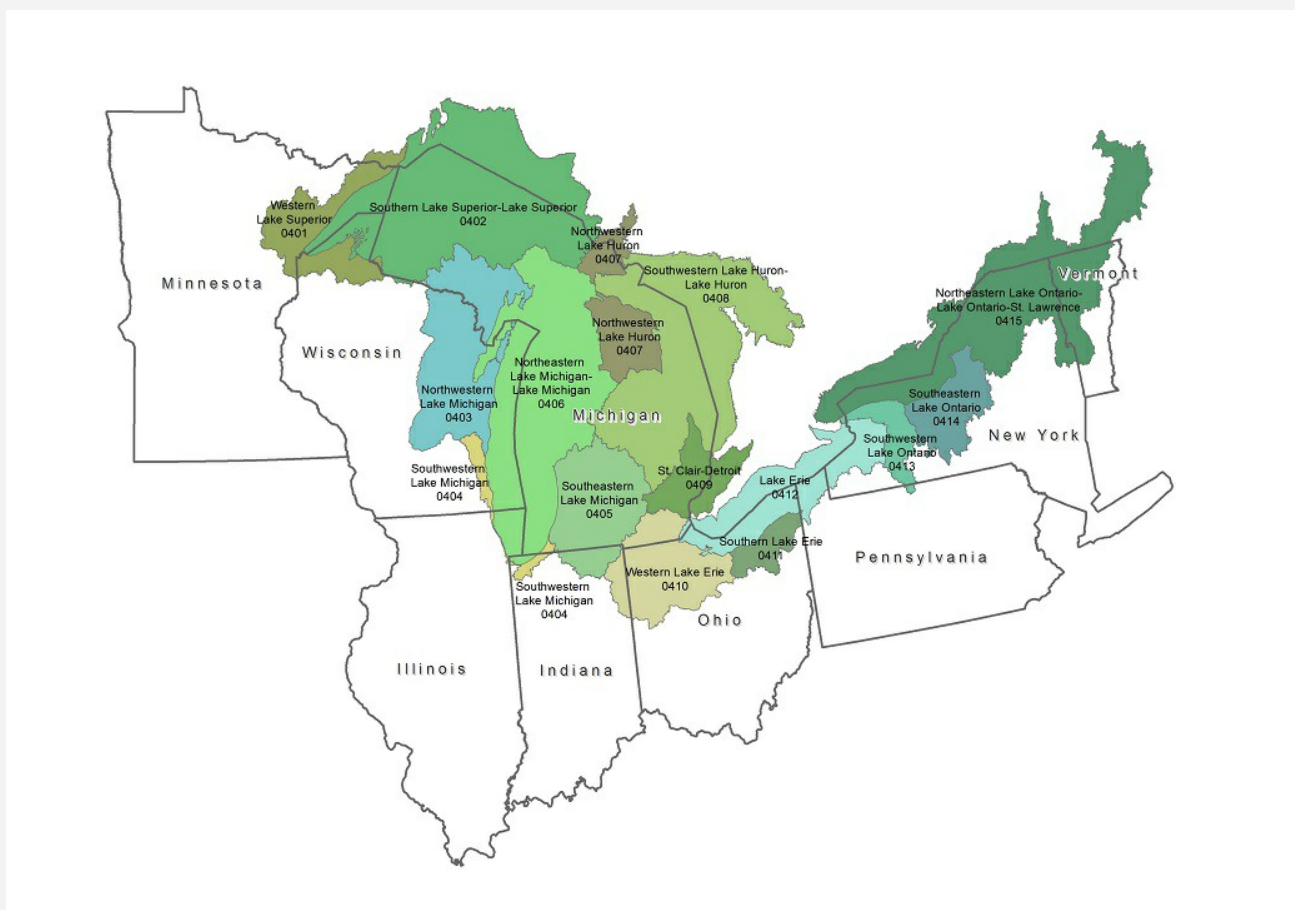 Western
Lake Superior
0401
Southern Lake Superior-Lake Superior
0402
Northwestern
Lake Huron
0407
Southwestern Lake Huron-
Lake Huron
0408
Vermont
Minnesota
Northeastern Lake Ontario-
Lake Ontario-St. Lawrence
0415
Northwestern
Lake Huron
0407
Wisconsin
Northeastern
Lake Michigan-
Lake Michigan
0406
Northwestern
Lake Michigan
0403
Michigan
Southeastern
Lake Ontario
0414
New York
Southwestern
Lake Ontario
0413
Southwestern
Lake Michigan
0404
Southeastern
Lake Michigan
0405
St. Clair-Detroit
0409
Lake Erie
0412
Southern Lake Erie
0411
Pennsylvania
Western Lake Erie
0410
Southwestern
Lake Michigan
0404
Ohio
Illinois
Indiana